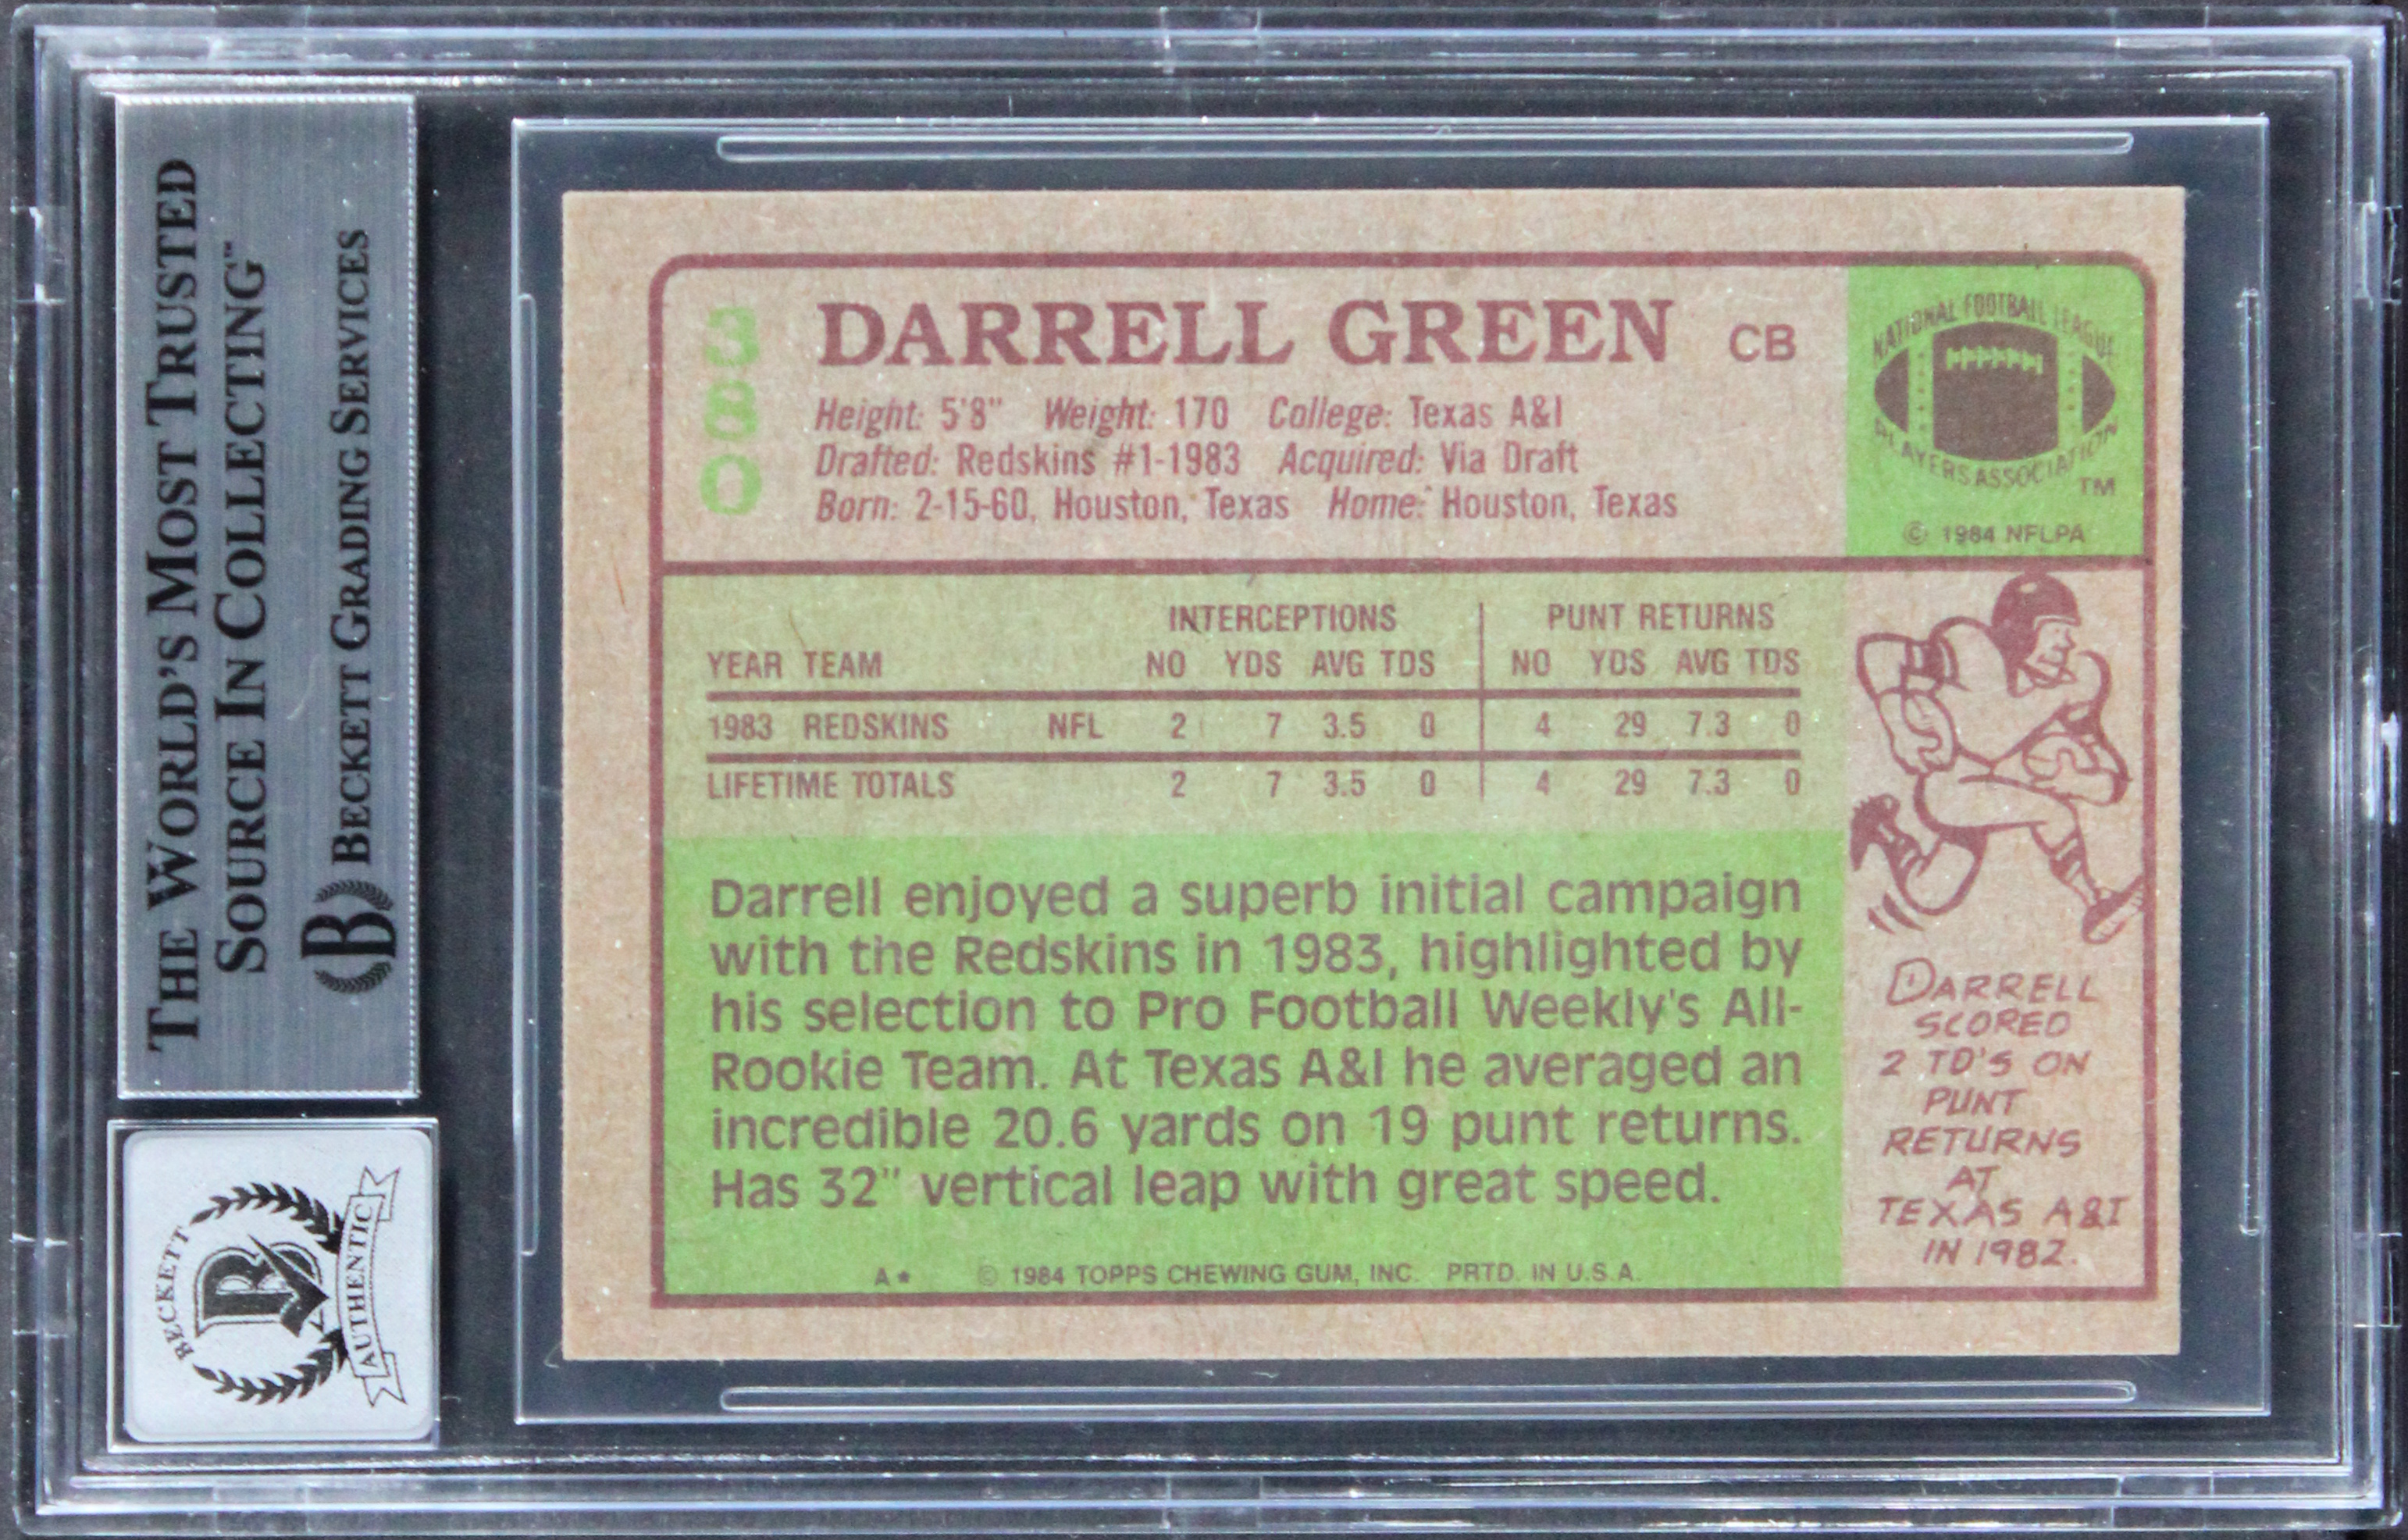 THE WORLD'S MOST TRUSTED
SOURCE IN COLLECTING™
B BECKETT GRADING SERVICES
BECKETT
B
AUTHENTIC
380
DARRELL GREEN CB
Height: 5'8" Weight: 170 College: Texas A&I
Drafted: Redskins #1-1983 Acquired: Via Draft
Born: 2-15-60, Houston, Texas Home: Houston, Texas
NATIONAL FOOTBALL LEAGUE
PLAYERS ASSOCIATION
TM
© 1984 NFLPA
INTERCEPTIONS PUNT RETURNS
YEAR TEAM NO YDS AVG TDS NO YDS AVG TDS
1983 REDSKINS NFL 2 7 3.5 0 4 29 7.3 0
LIFETIME TOTALS 2 7 3.5 0 4 29 7.3 0
Darrell enjoyed a superb initial campaign
with the Redskins in 1983, highlighted by
his selection to Pro Football Weekly's All-
Rookie Team. At Texas A&I he averaged an
incredible 20.6 yards on 19 punt returns.
Has 32" vertical leap with great speed.
A* © 1984 TOPPS CHEWING GUM, INC. PRTD. IN U.S.A.
DARRELL
SCORED
2 TD'S ON
PUNT
RETURNS
AT
TEXAS A&I
IN 1982.